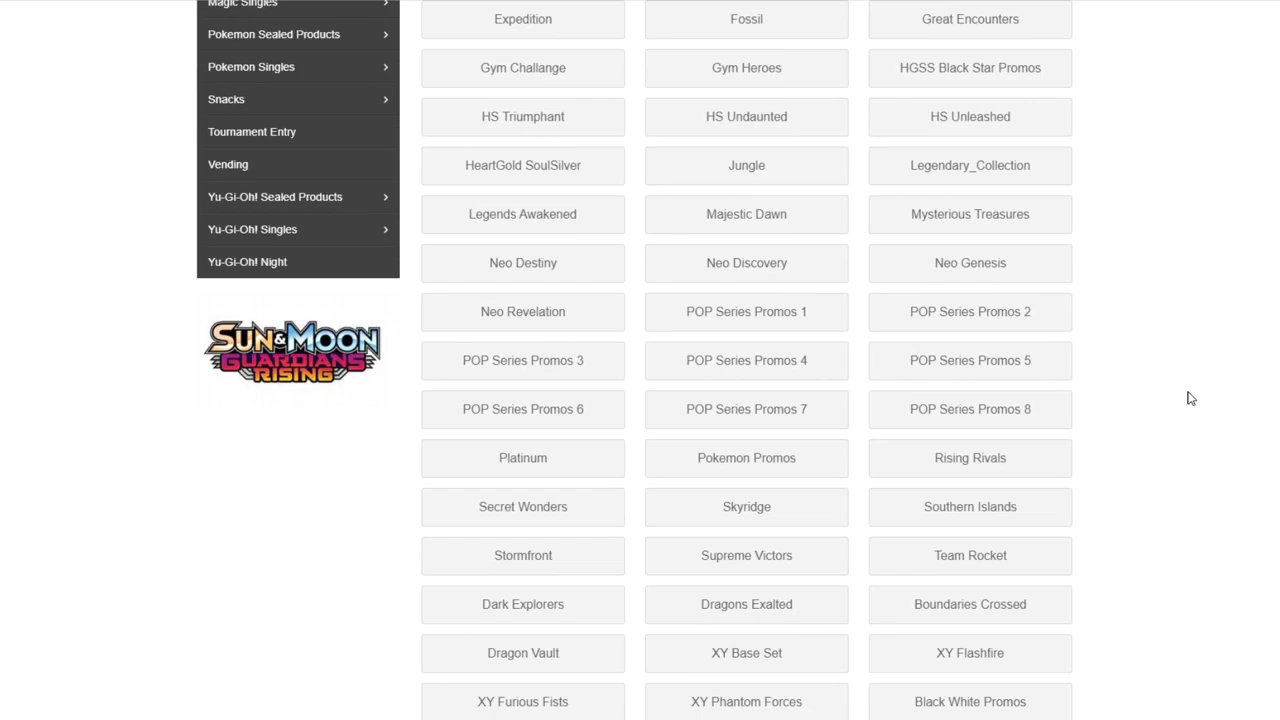 Magic Singles
Pokemon Sealed Products
Pokemon Singles
Snacks
Tournament Entry
Vending
Yu-Gi-Oh! Sealed Products
Yu-Gi-Oh! Singles
Yu-Gi-Oh! Night
SUN & MOON
GUARDIANS
RISING
Expedition
Fossil
Great Encounters
Gym Challange
Gym Heroes
HGSS Black Star Promos
HS Triumphant
HS Undaunted
HS Unleashed
HeartGold SoulSilver
Jungle
Legendary_Collection
Legends Awakened
Majestic Dawn
Mysterious Treasures
Neo Destiny
Neo Discovery
Neo Genesis
Neo Revelation
POP Series Promos 1
POP Series Promos 2
POP Series Promos 3
POP Series Promos 4
POP Series Promos 5
POP Series Promos 6
POP Series Promos 7
POP Series Promos 8
Platinum
Pokemon Promos
Rising Rivals
Secret Wonders
Skyridge
Southern Islands
Stormfront
Supreme Victors
Team Rocket
Dark Explorers
Dragons Exalted
Boundaries Crossed
Dragon Vault
XY Base Set
XY Flashfire
XY Furious Fists
XY Phantom Forces
Black White Promos